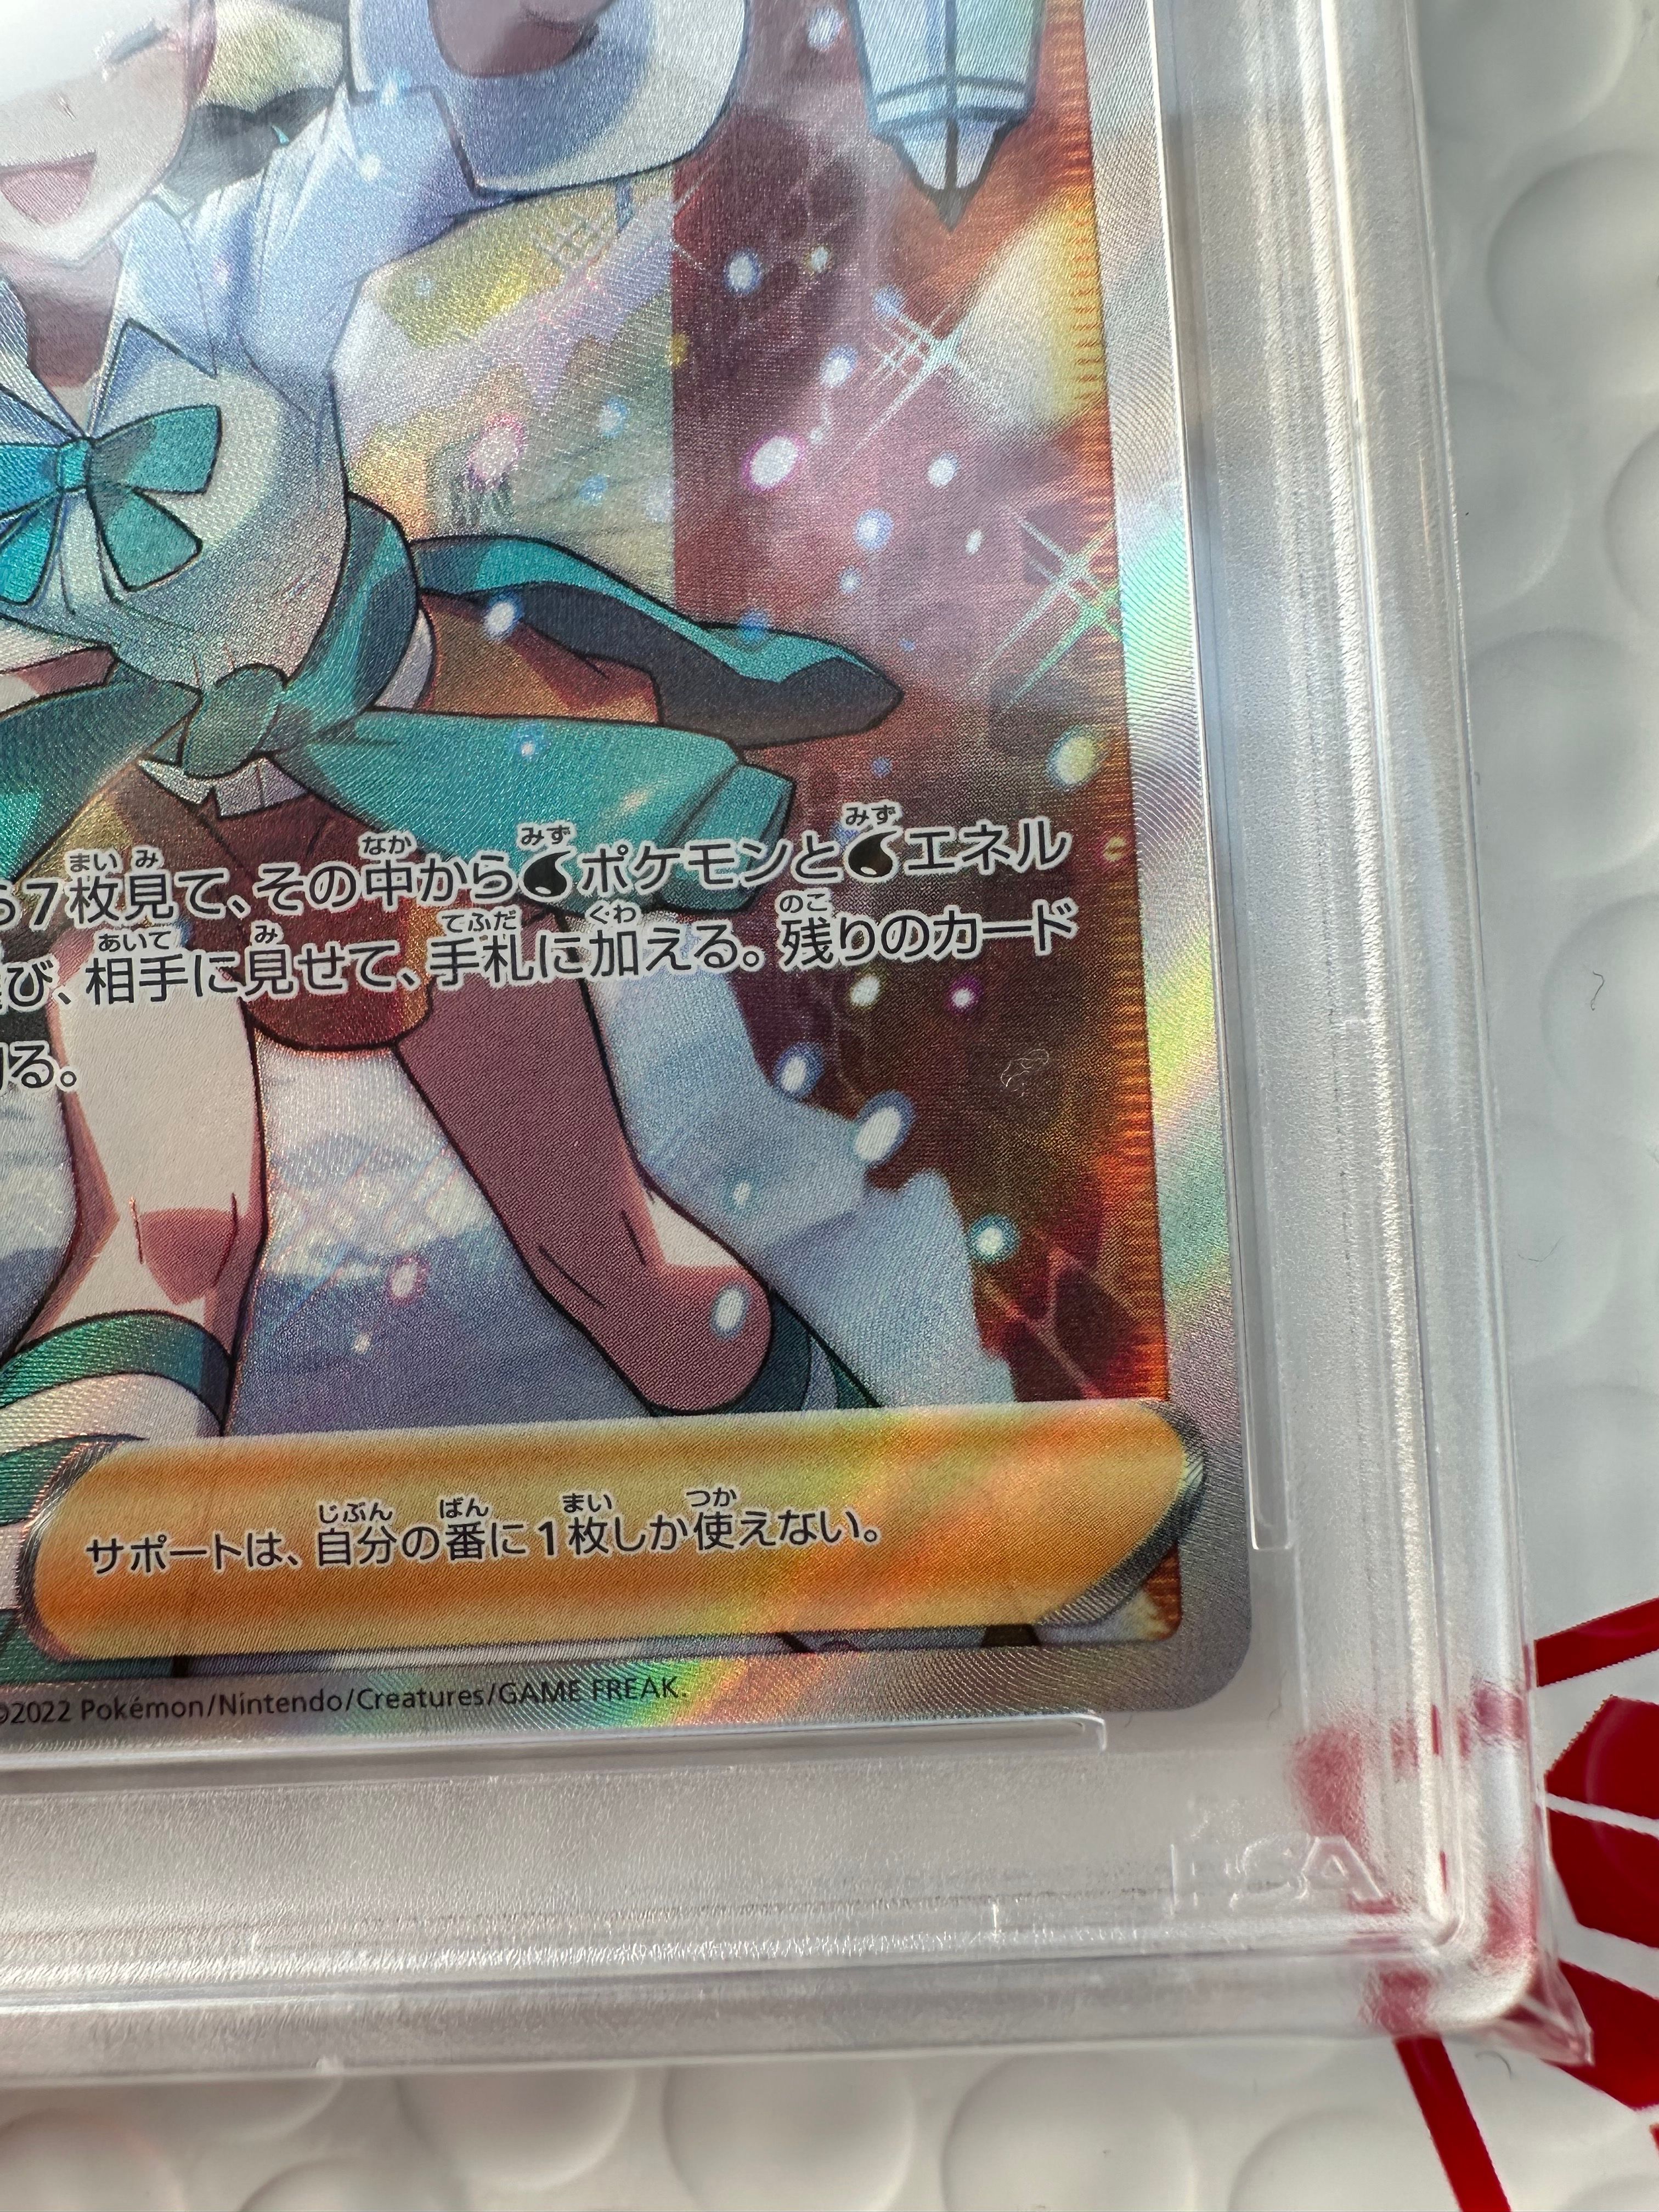 7枚見て、その中からポケモンとエネル
び、相手に見せて、手札に加える。残りのカード
る。
サポートは、自分の番に1枚しか使えない。
©2022 Pokémon/Nintendo/Creatures/GAME FREAK.
PSA